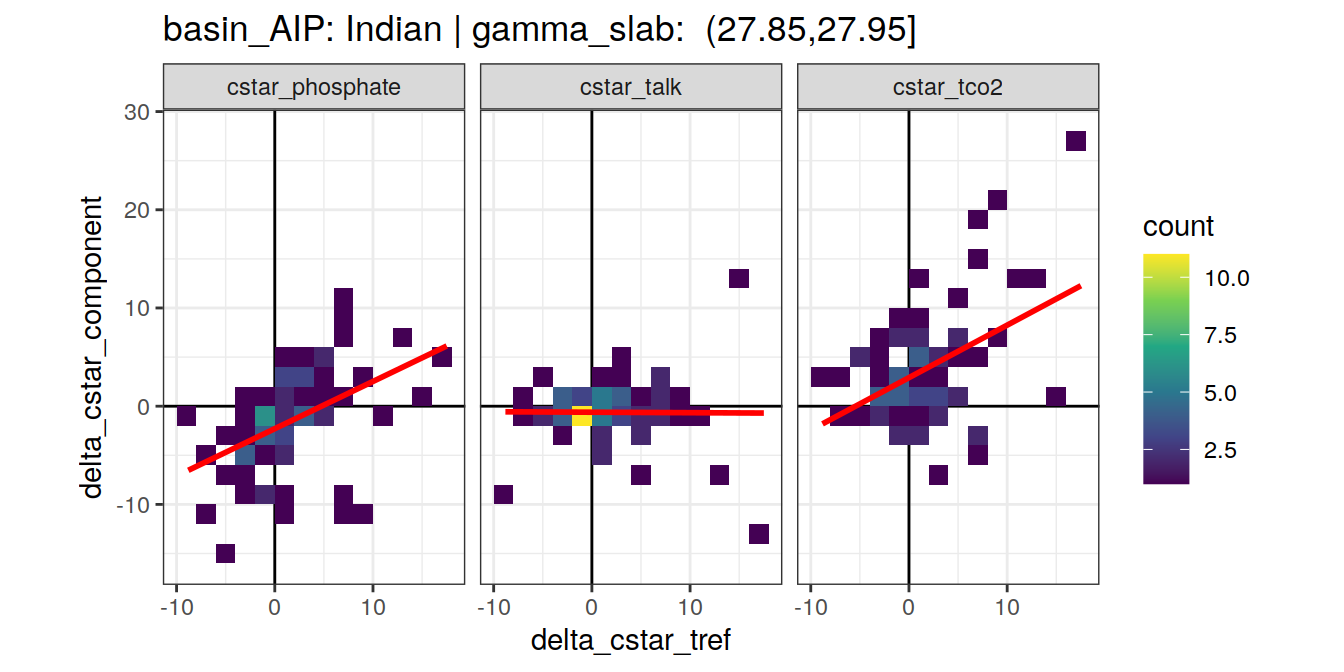 basin_AIP: Indian | gamma_slab:  (27.85,27.95]
cstar_phosphate
cstar_talk
cstar_tco2
delta_cstar_component
30
20
10
0
-10
-10 0 10
-10 0 10
-10 0 10
delta_cstar_tref
count
10.0
7.5
5.0
2.5